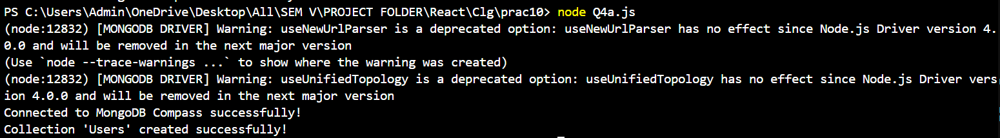 PS C:\Users\Admin\OneDrive\Desktop\All\SEM V\PROJECT FOLDER\React\Clg\prac10> node Q4a.js
(node:12832) [MONGODB DRIVER] Warning: useNewUrlParser is a deprecated option: useNewUrlParser has no effect since Node.js Driver version 4.
0.0 and will be removed in the next major version
(Use `node --trace-warnings ...` to show where the warning was created)
(node:12832) [MONGODB DRIVER] Warning: useUnifiedTopology is a deprecated option: useUnifiedTopology has no effect since Node.js Driver vers
ion 4.0.0 and will be removed in the next major version
Connected to MongoDB Compass successfully!
Collection 'Users' created successfully!